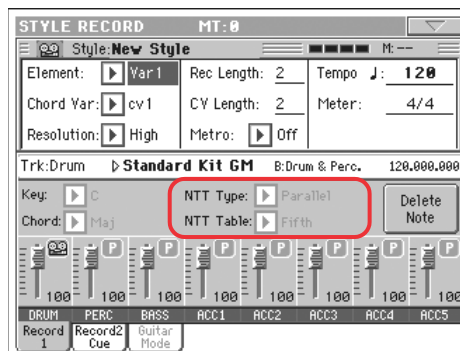 STYLE RECORD MT:0
Style:New Style M:--
Element: Var1 Rec Length: 2 Tempo ♩: 120
Chord Var: cv1 CV Length: 2 Meter: 4/4
Resolution: High Metro: Off
Trk:Drum Standard Kit GM B:Drum & Perc. 120.000.000
Key: C NTT Type: Parallel Delete Note
Chord: Maj NTT Table: Fifth
P P P P P P P
100 100 100 100 100 100 100 100
DRUM PERC BASS ACC1 ACC2 ACC3 ACC4 ACC5
Record 1 Record2 Cue Guitar Mode